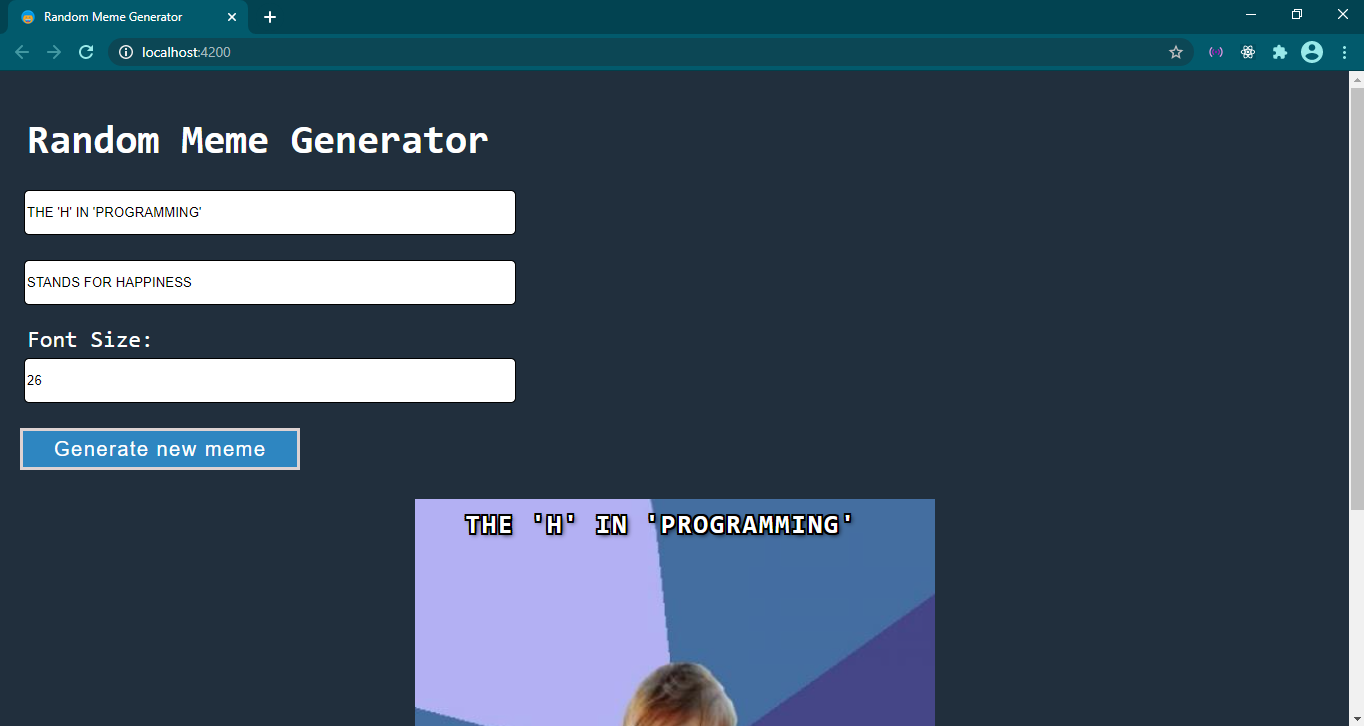 Random Meme Generator
localhost:4200
Random Meme Generator
THE 'H' IN 'PROGRAMMING'
STANDS FOR HAPPINESS
Font Size:
26
Generate new meme
THE 'H' IN 'PROGRAMMING'